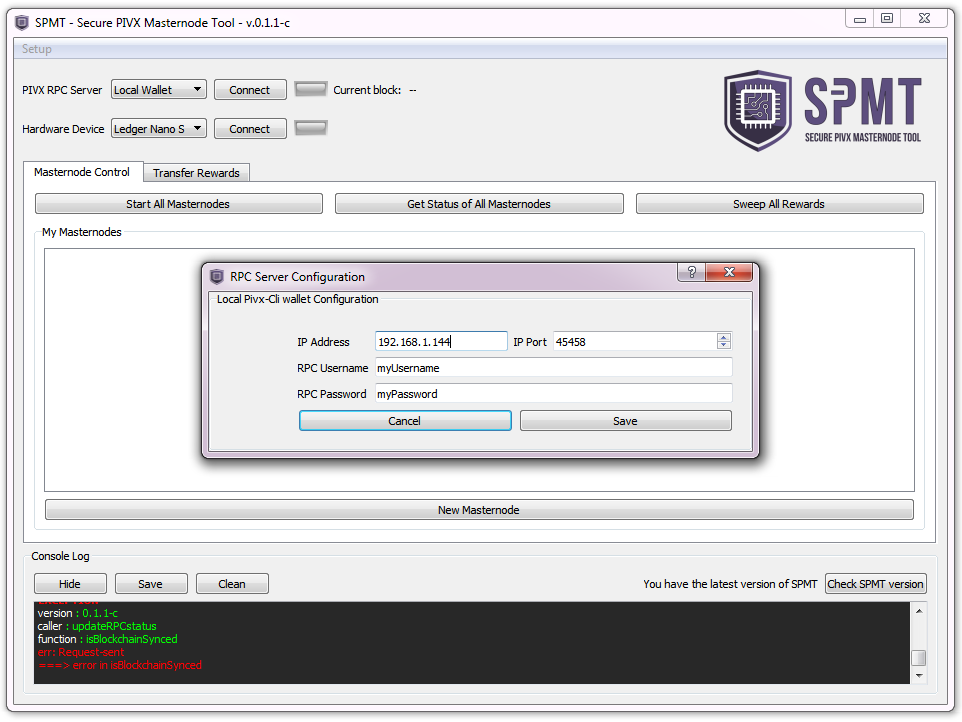 SPMT - Secure PIVX Masternode Tool - v.0.1.1-c
Setup
PIVX RPC Server Local Wallet Connect Current block: --
Hardware Device Ledger Nano S Connect
SPMT
SECURE PIVX MASTERNODE TOOL
Masternode Control Transfer Rewards
Start All Masternodes Get Status of All Masternodes Sweep All Rewards
My Masternodes
RPC Server Configuration ?
Local Pivx-Cli wallet Configuration
IP Address 192.168.1.144 IP Port 45458
RPC Username myUsername
RPC Password myPassword
Cancel Save
New Masternode
Console Log
Hide Save Clean You have the latest version of SPMT Check SPMT version
EXCEPTION
version : 0.1.1-c
caller : updateRPCstatus
function : isBlockchainSynced
err: Request-sent
===> error in isBlockchainSynced